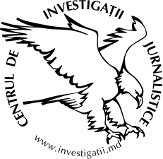 CENTRUL DE INVESTIGAȚII JURNALISTICE
www.investigatii.md